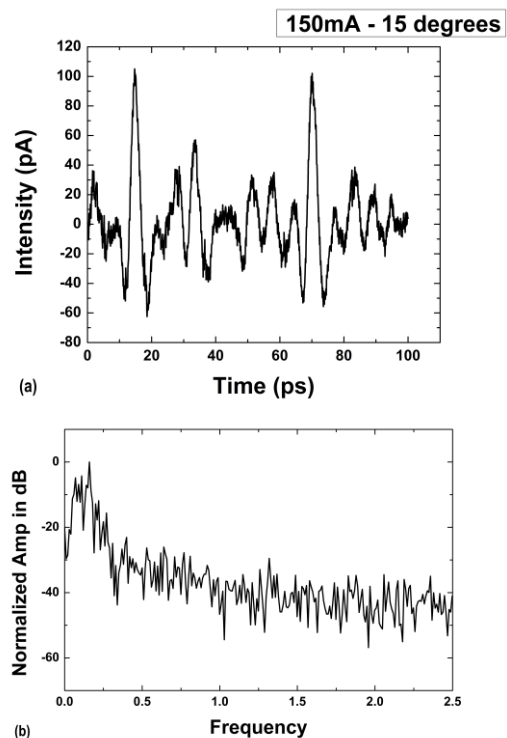 150mA - 15 degrees
120
100
80
60
40
20
0
-20
-40
-60
-80
Intensity (pA)
0 20 40 60 80 100
Time (ps)
(a)
0
-20
-40
-60
Normalized Amp in dB
0.0 0.5 1.0 1.5 2.0 2.5
Frequency
(b)